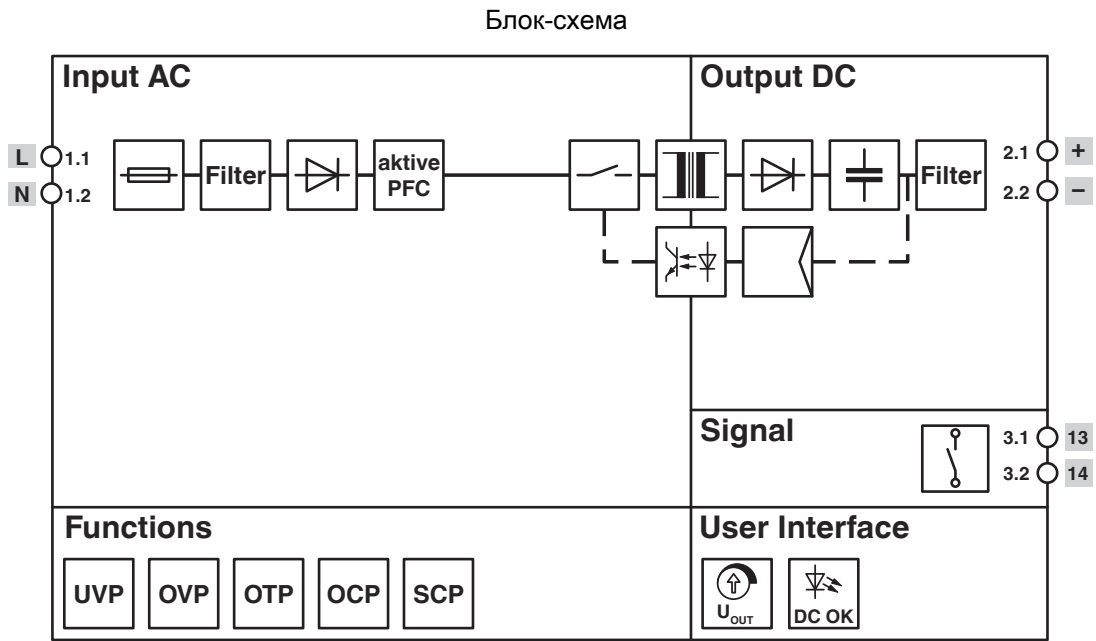 Блок-схема
Input AC
Output DC
L 1.1
N 1.2
Filter
aktive
PFC
Filter
2.1 +
2.2 −
Signal
3.1 13
3.2 14
Functions
UVP OVP OTP OCP SCP
User Interface
UOUT
DC OK